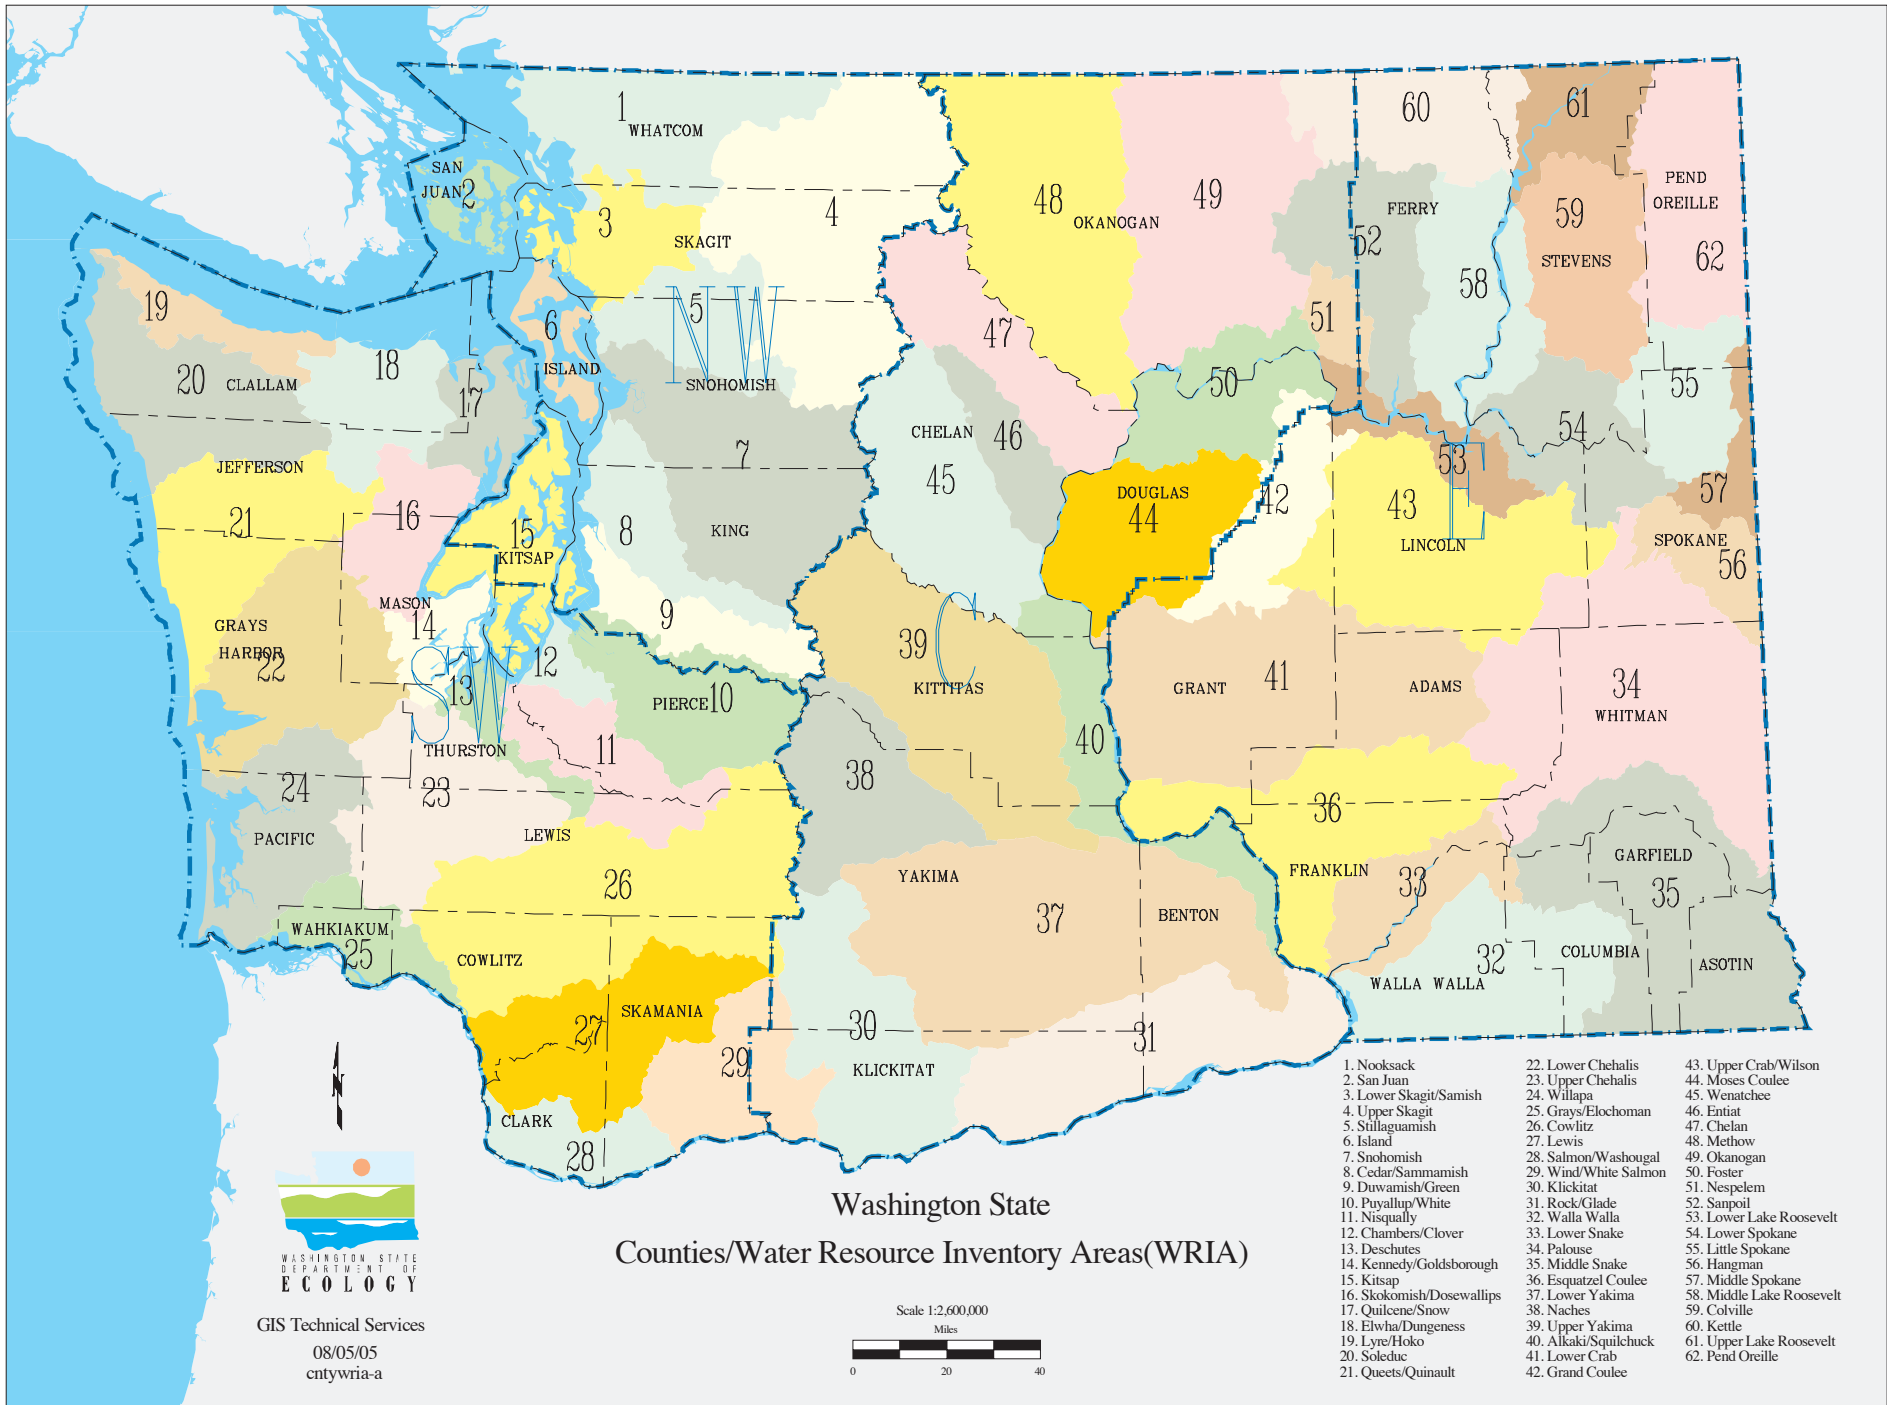 1
WHATCOM
60
61
SAN
JUAN
2
3
4
SKAGIT
48
OKANOGAN
49
FERRY
52
59
STEVENS
PEND
OREILLE
62
58
19
5
NW
6
ISLAND
SNOHOMISH
47
51
20
CLALLAM
18
17
50
55
CHELAN
46
45
7
54
53
E
57
JEFFERSON
16
21
15
KITSAP
8
KING
DOUGLAS
44
42
43
LINCOLN
SPOKANE
56
MASON
14
9
GRAYS
HARBOR
22
SW
13
12
39
C
KITTITAS
GRANT
41
ADAMS
34
WHITMAN
PIERCE
10
THURSTON
11
40
38
24
23
PACIFIC
LEWIS
36
GARFIELD
35
26
YAKIMA
37
BENTON
FRANKLIN
33
WAHKIAKUM
25
COWLITZ
32
COLUMBIA
ASOTIN
WALLA WALLA
27
SKAMANIA
30
31
29
KLICKITAT
CLARK
28
N
WASHINGTON STATE
DEPARTMENT OF
ECOLOGY
GIS Technical Services
08/05/05
cntywria-a
Washington State
Counties/Water Resource Inventory Areas(WRIA)
Scale 1:2,600,000
Miles
0 20 40
1. Nooksack
2. San Juan
3. Lower Skagit/Samish
4. Upper Skagit
5. Stillaguamish
6. Island
7. Snohomish
8. Cedar/Sammamish
9. Duwamish/Green
10. Puyallup/White
11. Nisqually
12. Chambers/Clover
13. Deschutes
14. Kennedy/Goldsborough
15. Kitsap
16. Skokomish/Dosewallips
17. Quilcene/Snow
18. Elwha/Dungeness
19. Lyre/Hoko
20. Soleduc
21. Queets/Quinault
22. Lower Chehalis
23. Upper Chehalis
24. Willapa
25. Grays/Elochoman
26. Cowlitz
27. Lewis
28. Salmon/Washougal
29. Wind/White Salmon
30. Klickitat
31. Rock/Glade
32. Walla Walla
33. Lower Snake
34. Palouse
35. Middle Snake
36. Esquatzel Coulee
37. Lower Yakima
38. Naches
39. Upper Yakima
40. Alkaki/Squilchuck
41. Lower Crab
42. Grand Coulee
43. Upper Crab/Wilson
44. Moses Coulee
45. Wenatchee
46. Entiat
47. Chelan
48. Methow
49. Okanogan
50. Foster
51. Nespelem
52. Sanpoil
53. Lower Lake Roosevelt
54. Lower Spokane
55. Little Spokane
56. Hangman
57. Middle Spokane
58. Middle Lake Roosevelt
59. Colville
60. Kettle
61. Upper Lake Roosevelt
62. Pend Oreille